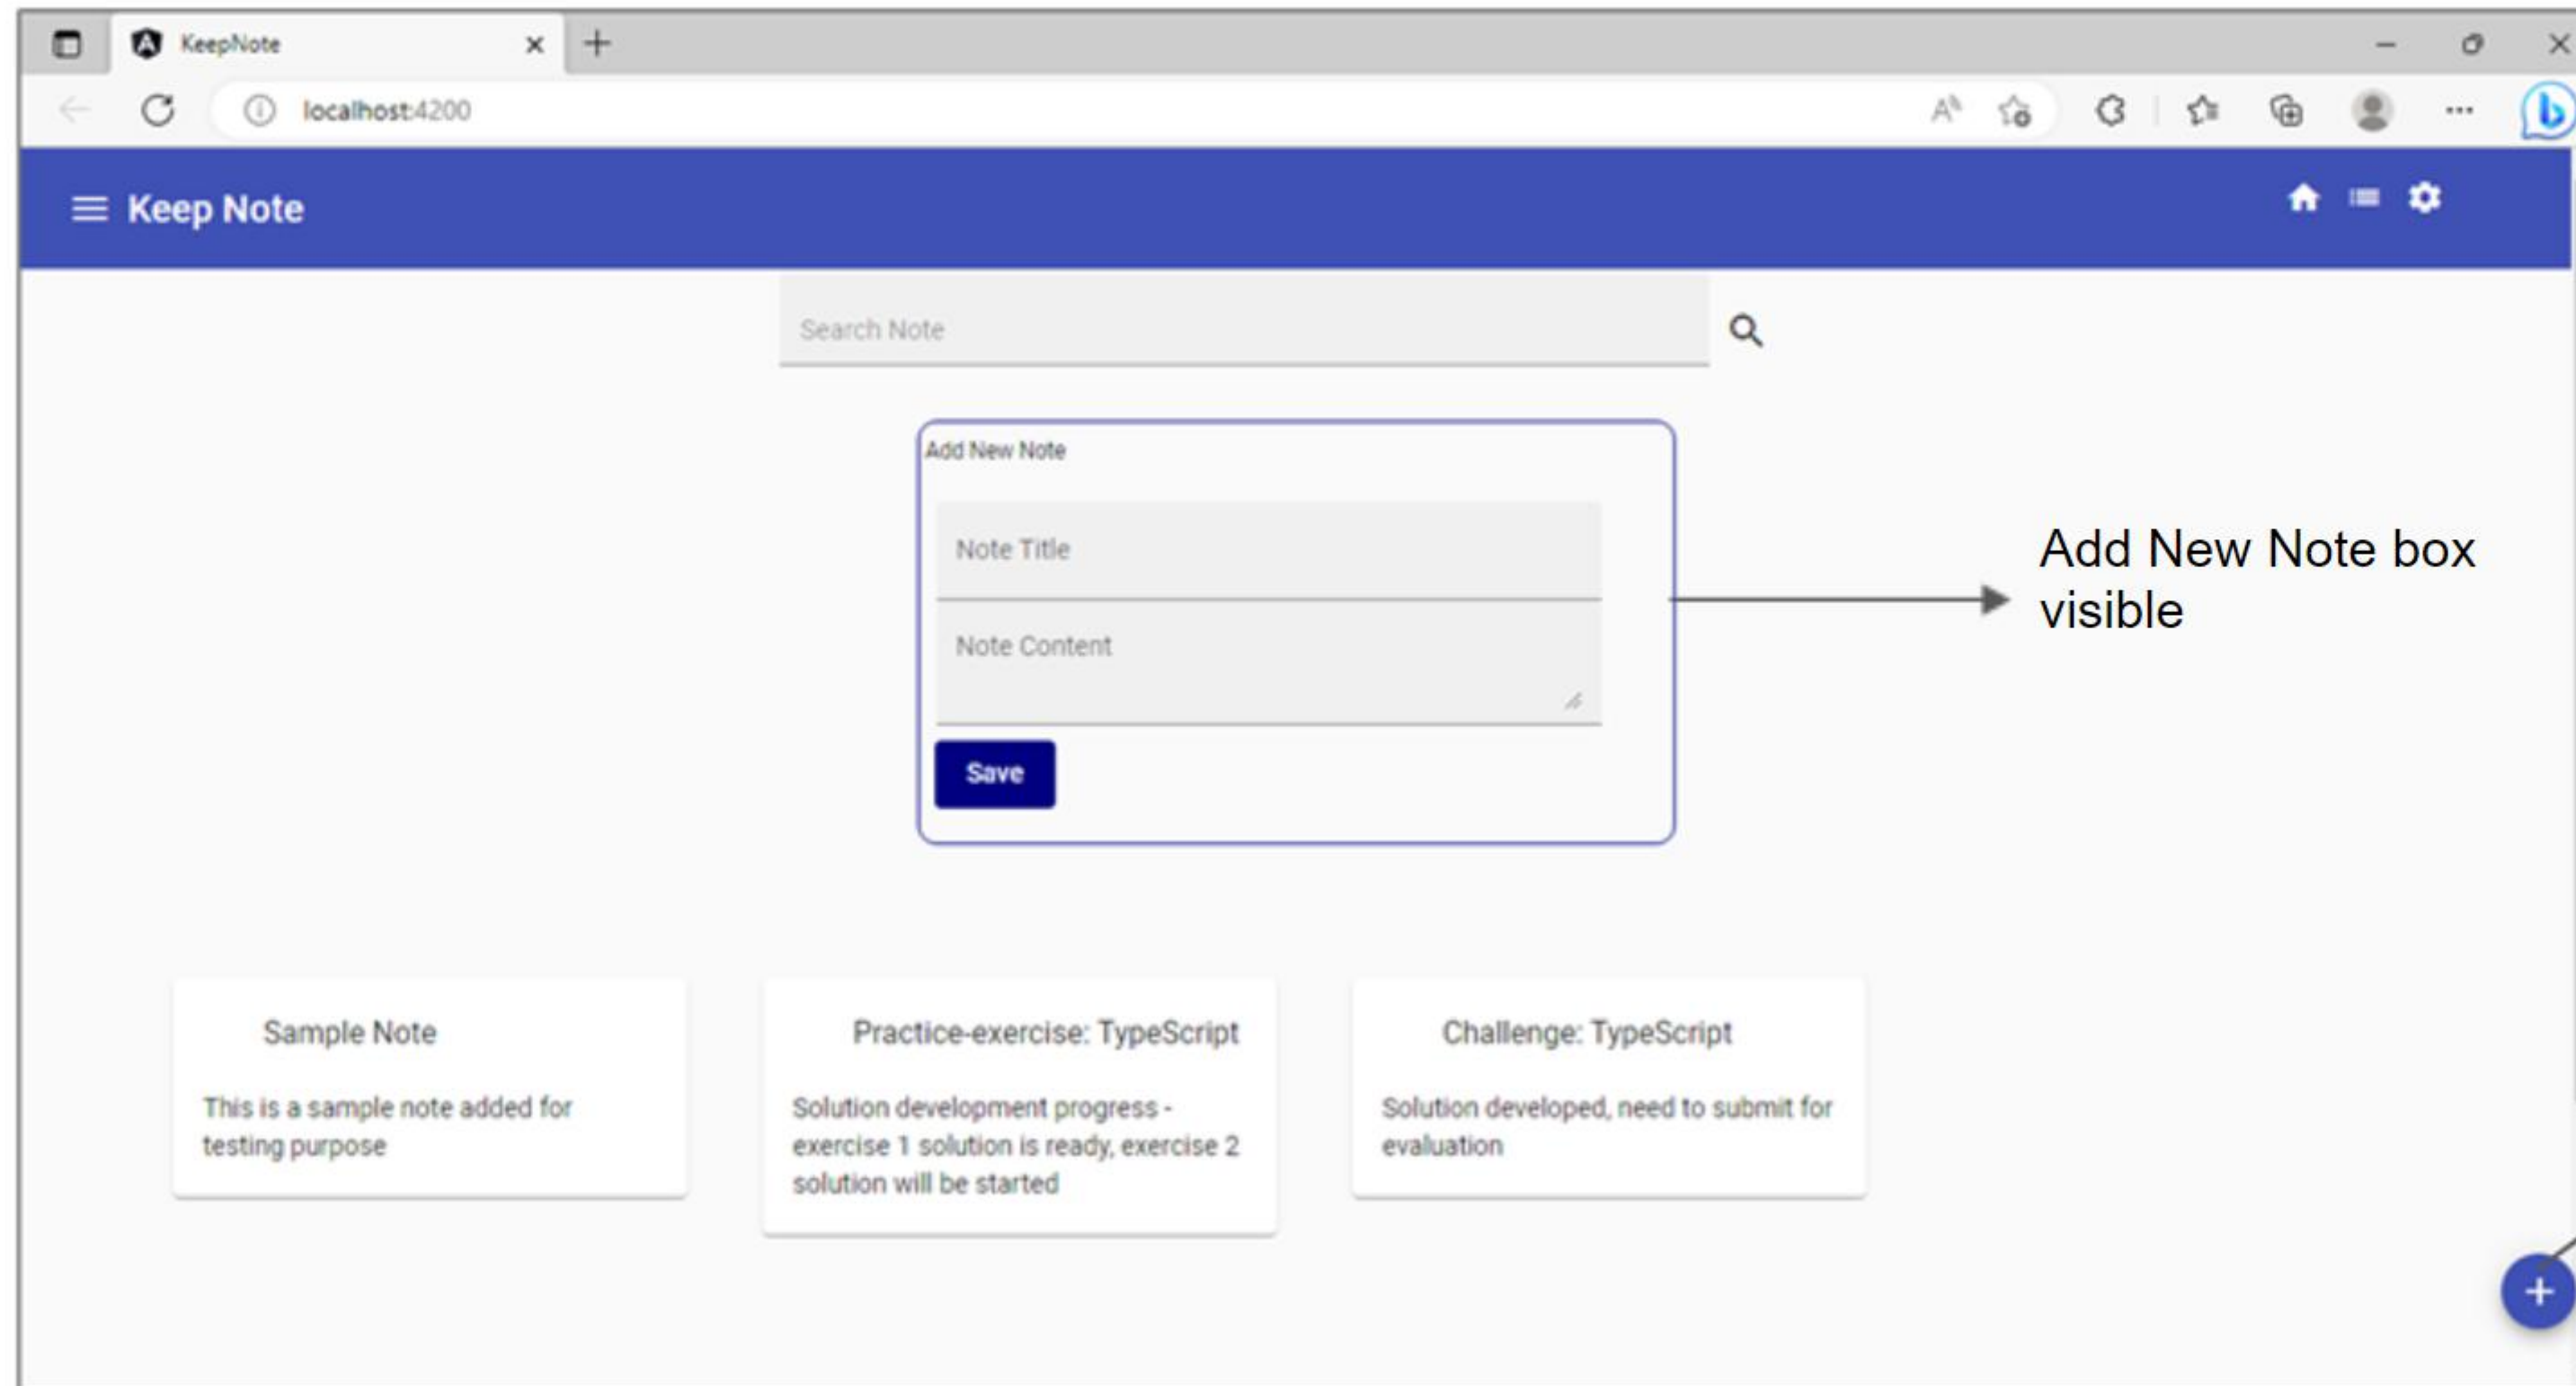 KeepNote
localhost:4200
Keep Note
Search Note
Add New Note
Note Title
Note Content
Save
Add New Note box
visible
Sample Note
This is a sample note added for
testing purpose
Practice-exercise: TypeScript
Solution development progress -
exercise 1 solution is ready, exercise 2
solution will be started
Challenge: TypeScript
Solution developed, need to submit for
evaluation